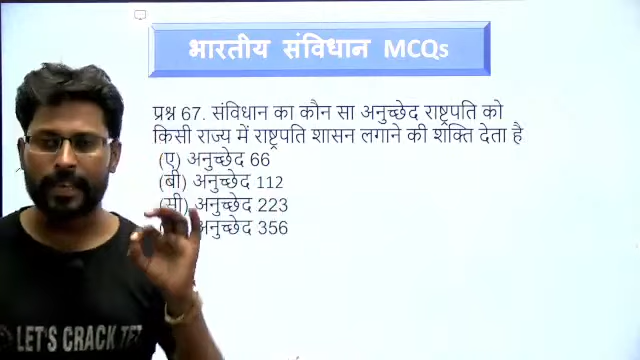 भारतीय संविधान MCQs
प्रश्न 67. संविधान का कौन सा अनुच्छेद राष्ट्रपति को
किसी राज्य में राष्ट्रपति शासन लगाने की शक्ति देता है
(ए) अनुच्छेद 66
(बी) अनुच्छेद 112
(सी) अनुच्छेद 223
अनुच्छेद 356
LET'S CRACK TET